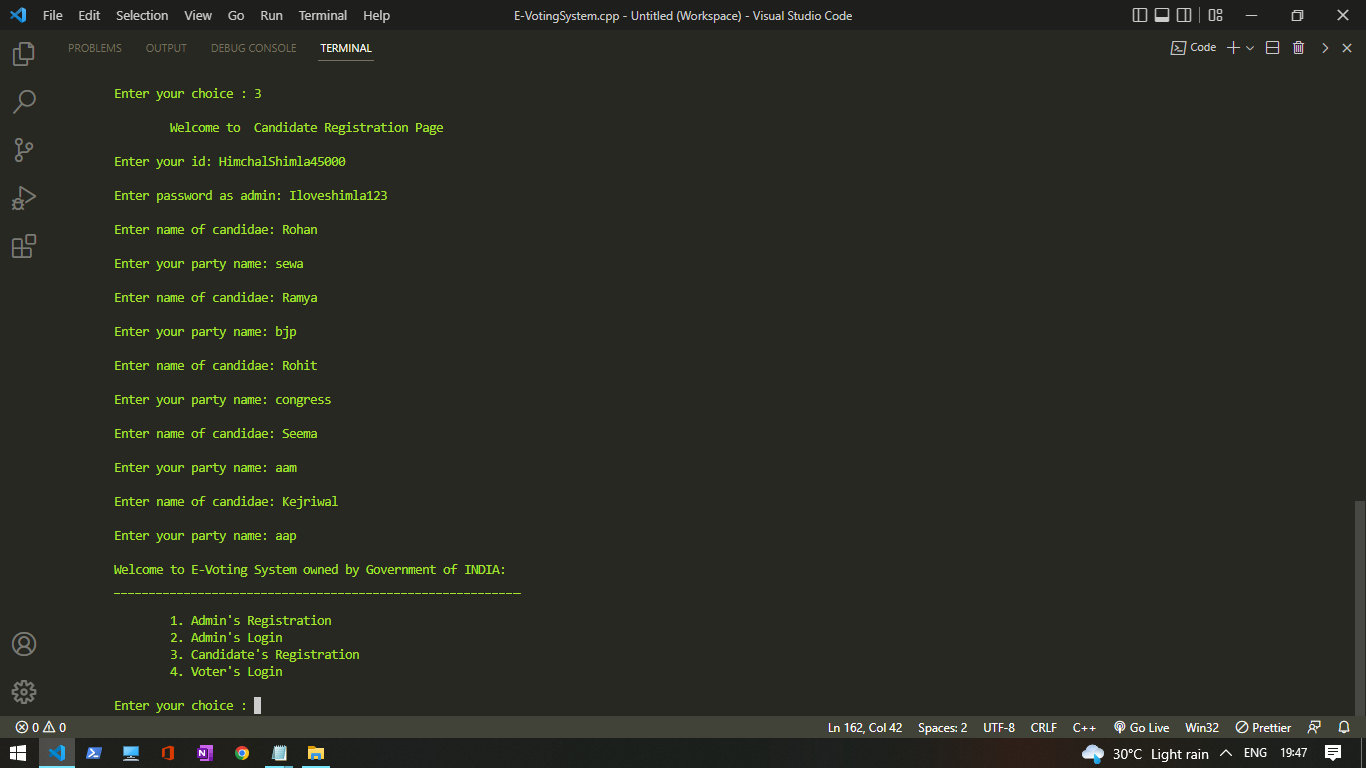 File Edit Selection View Go Run Terminal Help E-VotingSystem.cpp - Untitled (Workspace) - Visual Studio Code
PROBLEMS OUTPUT DEBUG CONSOLE TERMINAL Code
Enter your choice : 3
Welcome to  Candidate Registration Page
Enter your id: HimchalShimla45000
Enter password as admin: Iloveshimla123
Enter name of candidae: Rohan
Enter your party name: sewa
Enter name of candidae: Ramya
Enter your party name: bjp
Enter name of candidae: Rohit
Enter your party name: congress
Enter name of candidae: Seema
Enter your party name: aam
Enter name of candidae: Kejriwal
Enter your party name: aap
Welcome to E-Voting System owned by Government of INDIA:
__________________________________________________________
1. Admin's Registration
2. Admin's Login
3. Candidate's Registration
4. Voter's Login
Enter your choice :
0 0 Ln 162, Col 42 Spaces: 2 UTF-8 CRLF C++ Go Live Win32 Prettier
30°C Light rain ENG 19:47